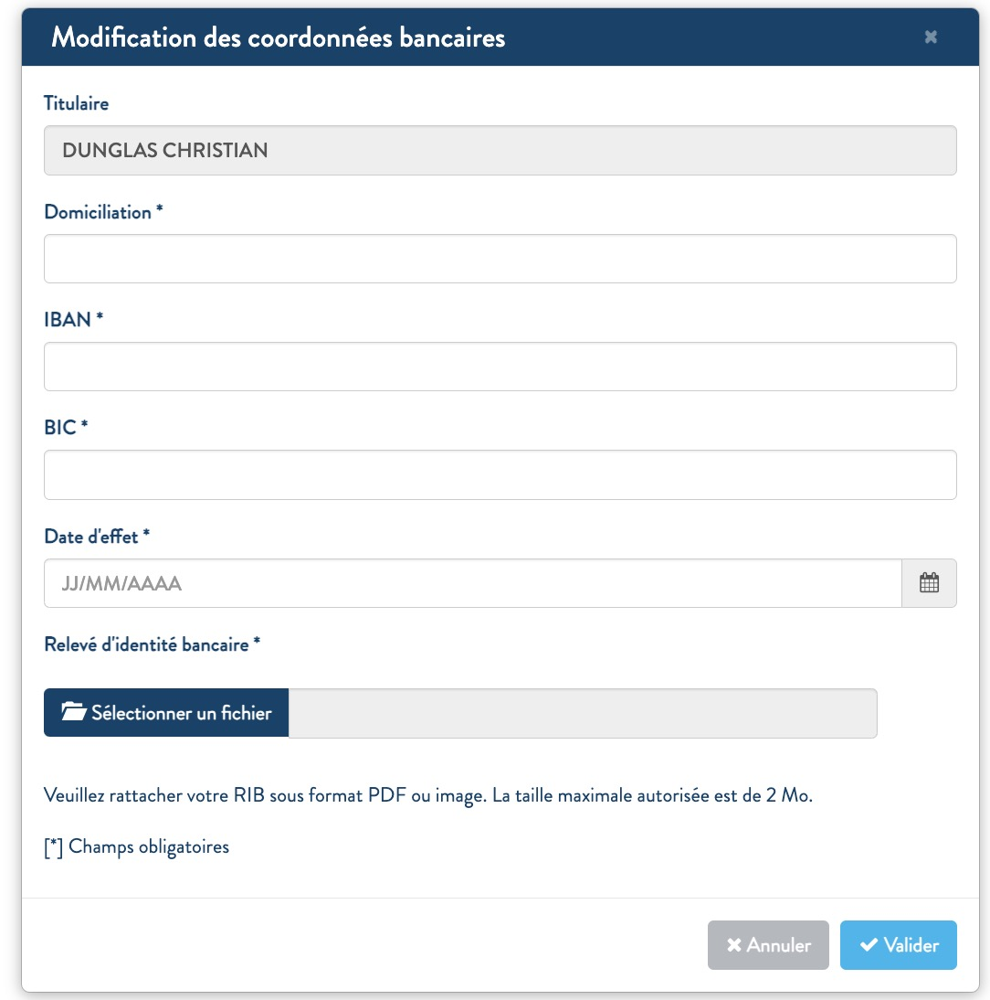 Modification des coordonnées bancaires
Titulaire
DUNGLAS CHRISTIAN
Domiciliation *
IBAN *
BIC *
Date d'effet *
JJ/MM/AAAA
Relevé d'identité bancaire *
Sélectionner un fichier
Veuillez rattacher votre RIB sous format PDF ou image. La taille maximale autorisée est de 2 Mo.
[*] Champs obligatoires
Annuler
Valider